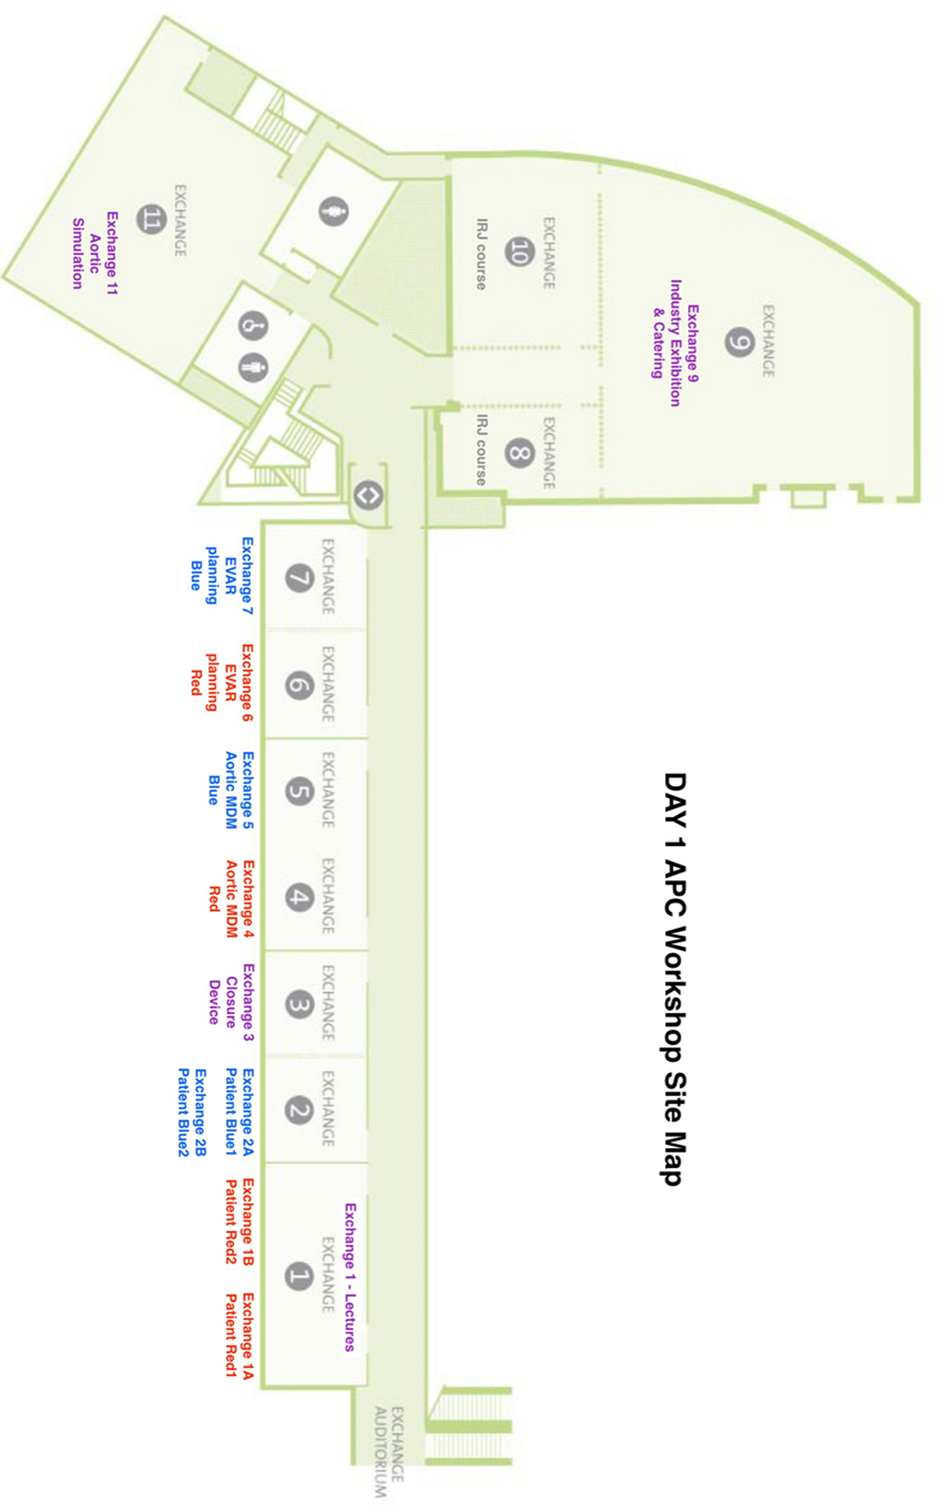 DAY 1 APC Workshop Site Map
EXCHANGE
9
Exchange 9
Industry Exhibition
& Catering
EXCHANGE
10
IRJ course
EXCHANGE
8
IRJ course
EXCHANGE
11
Exchange 11
Aortic
Simulation
EXCHANGE
7
Exchange 7
EVAR
planning
Blue
EXCHANGE
6
Exchange 6
EVAR
planning
Red
EXCHANGE
5
Exchange 5
Aortic MDM
Blue
EXCHANGE
4
Exchange 4
Aortic MDM
Red
EXCHANGE
3
Exchange 3
Closure
Device
EXCHANGE
2
Exchange 2A
Patient Blue1
Exchange 2B
Patient Blue2
Exchange 1 - Lectures
EXCHANGE
1
Exchange 1B
Patient Red2
Exchange 1A
Patient Red1
EXCHANGE
AUDITORIUM